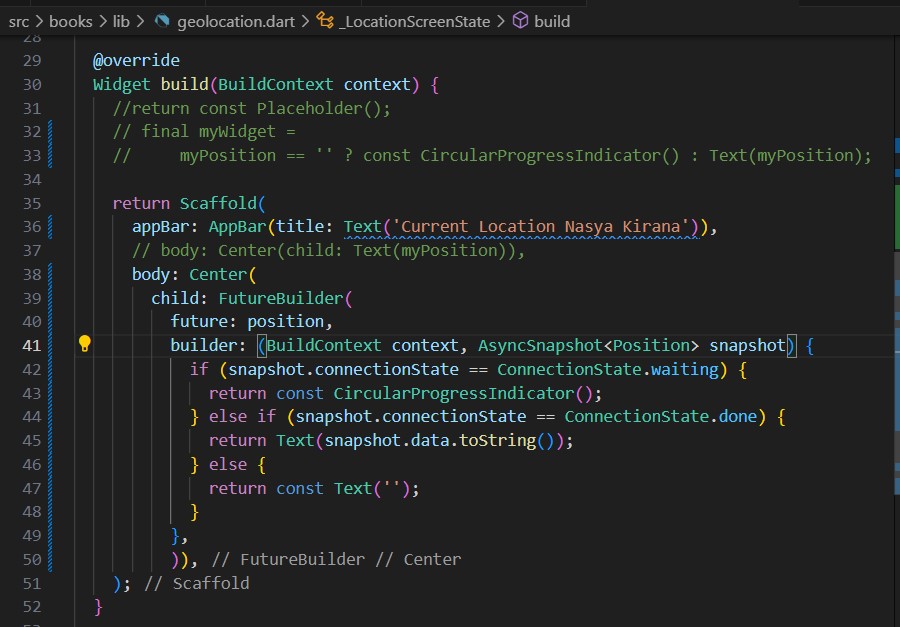 src > books > lib > geolocation.dart > _LocationScreenState > build
28
29 @override
30 Widget build(BuildContext context) {
31 //return const Placeholder();
32 // final myWidget =
33 //     myPosition == '' ? const CircularProgressIndicator() : Text(myPosition);
34
35 return Scaffold(
36 appBar: AppBar(title: Text('Current Location Nasya Kirana')),
37 // body: Center(child: Text(myPosition)),
38 body: Center(
39 child: FutureBuilder(
40 future: position,
41 builder: (BuildContext context, AsyncSnapshot<Position> snapshot) {
42 if (snapshot.connectionState == ConnectionState.waiting) {
43 return const CircularProgressIndicator();
44 } else if (snapshot.connectionState == ConnectionState.done) {
45 return Text(snapshot.data.toString());
46 } else {
47 return const Text('');
48 }
49 },
50 )), // FutureBuilder // Center
51 ); // Scaffold
52 }
53